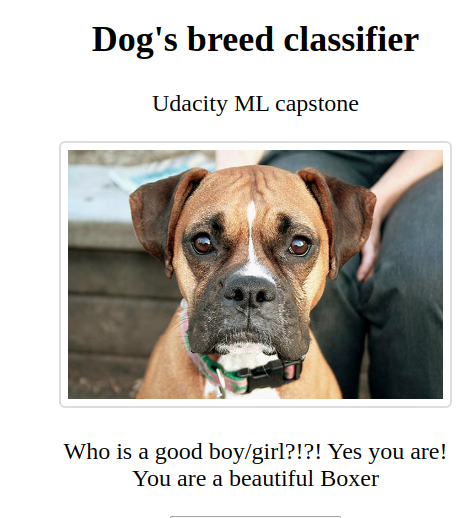 Dog's breed classifier
Udacity ML capstone
Who is a good boy/girl?!?! Yes you are!
You are a beautiful Boxer